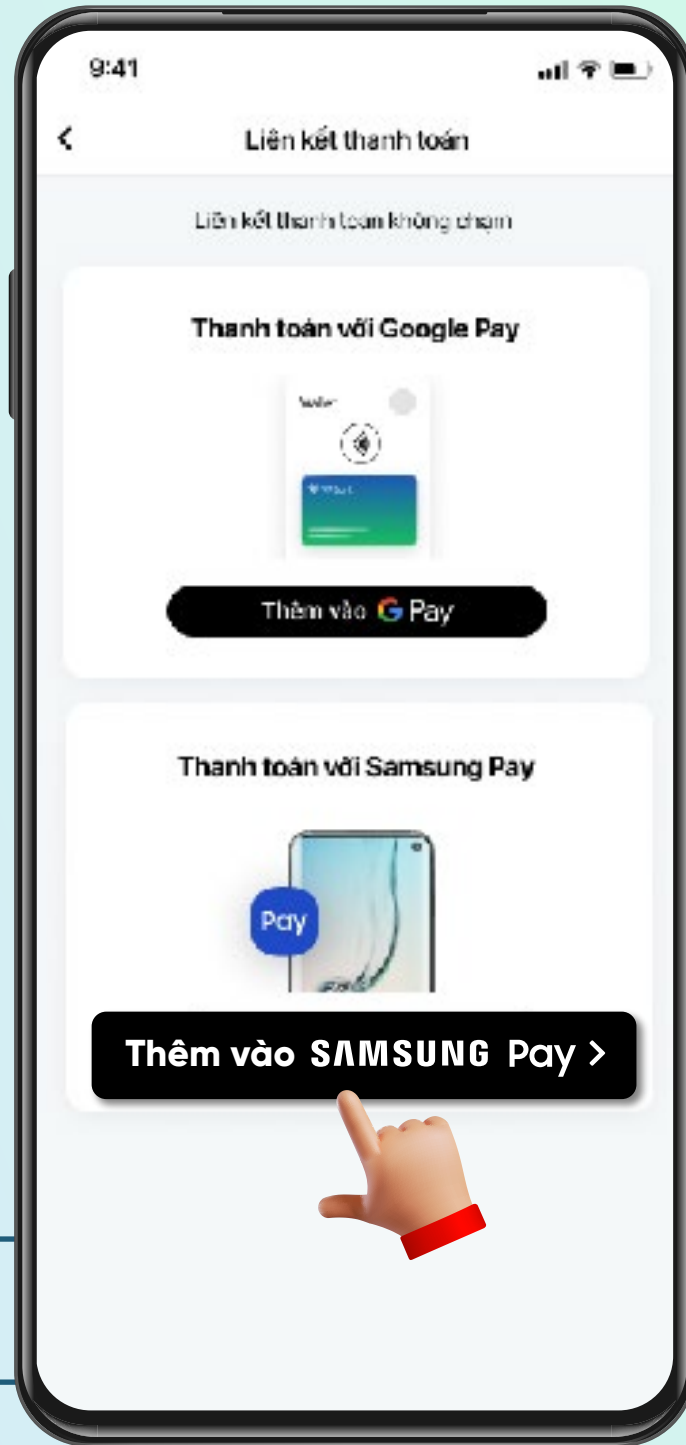 9:41
Liên kết thanh toán
Liên kết thanh toán không chạm
Thanh toán với Google Pay
Wallet
Thêm vào G Pay
Thanh toán với Samsung Pay
Pay
Thêm vào SAMSUNG Pay >